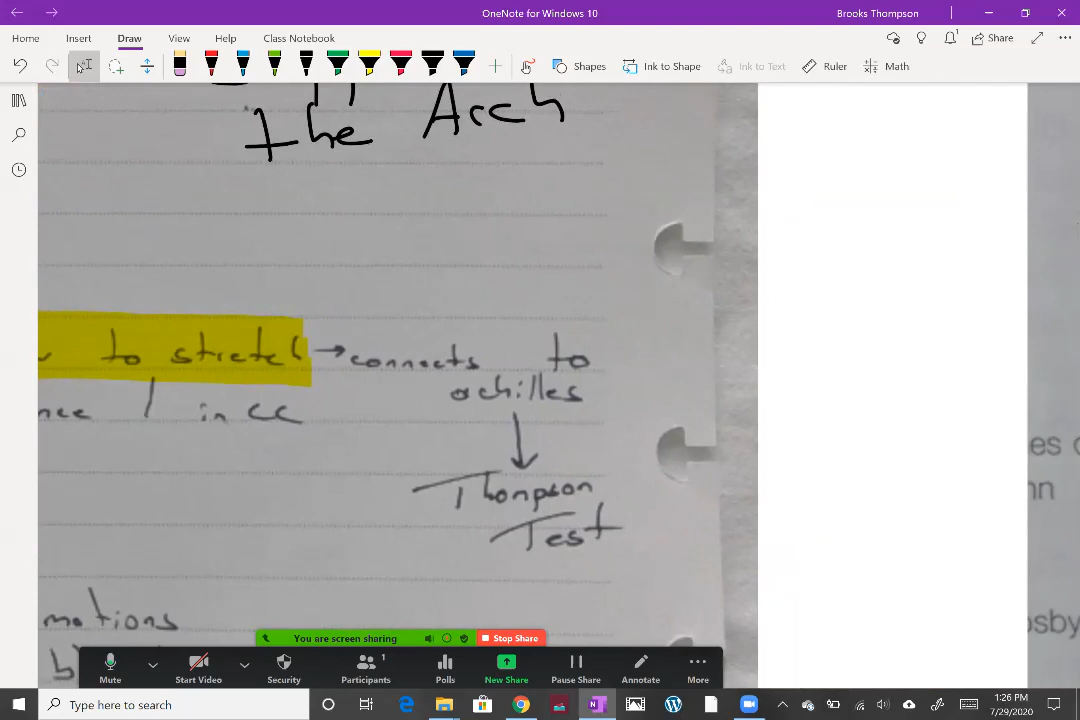 OneNote for Windows 10
Brooks Thompson
Home Insert Draw View Help Class Notebook
Share
Shapes Ink to Shape Ink to Text Ruler Math
the Arch
to stretch → connects to
achilles
in CC
Thompson
Test
motions
es o
nn
osby
You are screen sharing
Stop Share
1
Mute Start Video Security Participants Polls New Share Pause Share Annotate More
Type here to search
1:26 PM
7/29/2020